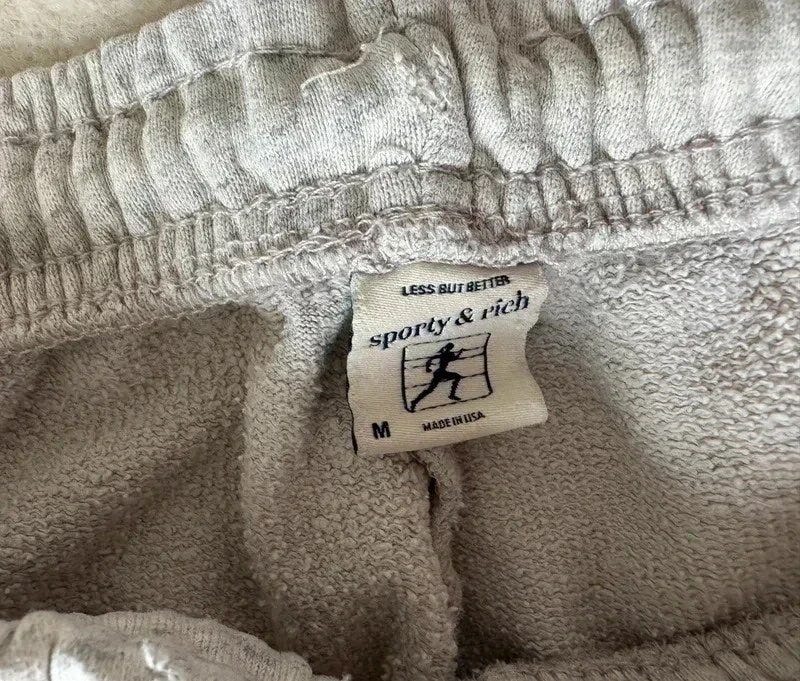 LESS BUT BETTER
sporty & rich
M
MADE IN USA